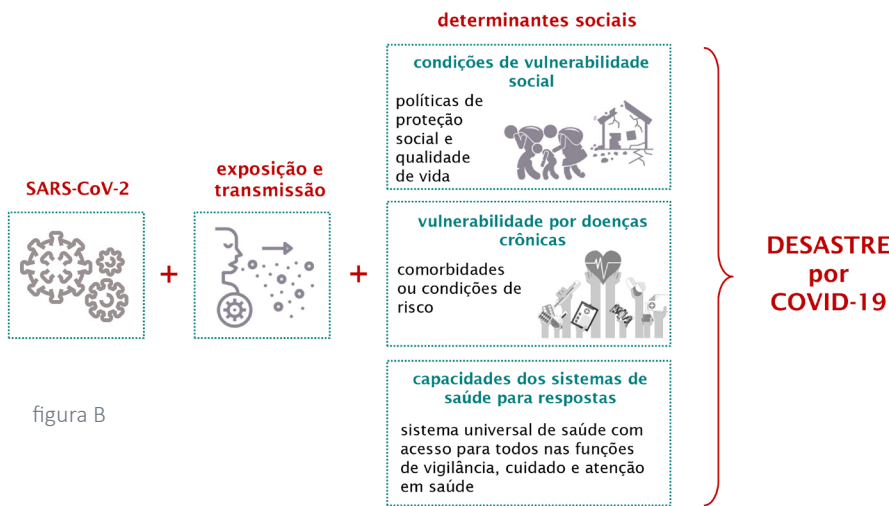 SARS-CoV-2
exposição e
transmissão
determinantes sociais
condições de vulnerabilidade
social
políticas de
proteção
social e
qualidade
de vida
vulnerabilidade por doenças
crônicas
comorbidades
ou condições de
risco
capacidades dos sistemas de
saúde para respostas
sistema universal de saúde com
acesso para todos nas funções
de vigilância, cuidado e atenção
em saúde
+
+
DESASTRE
por
COVID-19
figura B